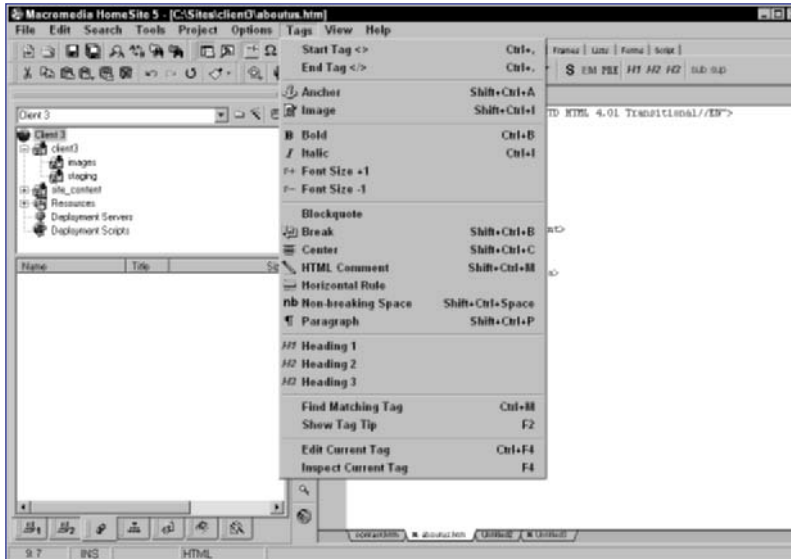 Macromedia HomeSite 5 - [C:\Sites\client3\aboutus.htm]
File Edit Search Tools Project Options Tags View Help
Start Tag <> Ctrl+,
End Tag </> Ctrl+.
Frames Lists Forms Script
S EM PRE H1 H2 H3 sub sup
Anchor Shift+Ctrl+A
Image Shift+Ctrl+I
TD HTML 4.01 Transitional//EN">
Client 3
Bold Ctrl+B
Italic Ctrl+I
Font Size +1
Font Size -1
Client 3
client3
images
staging
site_content
Resources
Deployment Servers
Deployment Scripts
Blockquote
Break Shift+Ctrl+B
Center Shift+Ctrl+C
HTML Comment Shift+Ctrl+M
Horizontal Rule
nb Non-breaking Space Shift+Ctrl+Space
¶ Paragraph Shift+Ctrl+P
Name Title
H1 Heading 1
H2 Heading 2
H3 Heading 3
Find Matching Tag Ctrl+M
Show Tag Tip F2
Edit Current Tag Ctrl+F4
Inspect Current Tag F4
aboutus.htm Untitled2
INS HTML